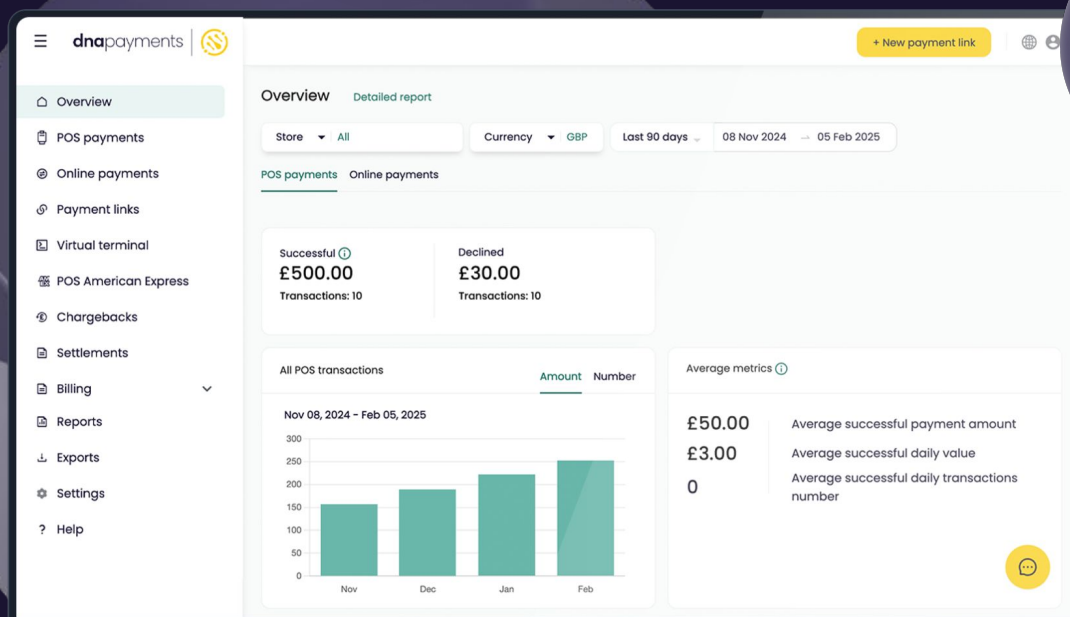 dnapayments
+ New payment link
Overview
POS payments
Online payments
Payment links
Virtual terminal
POS American Express
Chargebacks
Settlements
Billing
Reports
Exports
Settings
? Help
Overview Detailed report
Store All Currency GBP Last 90 days 08 Nov 2024 → 05 Feb 2025
POS payments Online payments
Successful
£500.00
Transactions: 10
Declined
£30.00
Transactions: 10
All POS transactions
Amount Number
Nov 08, 2024 - Feb 05, 2025
300
250
200
150
100
50
0
Nov Dec Jan Feb
Average metrics
£50.00 Average successful payment amount
£3.00 Average successful daily value
0 Average successful daily transactions
number